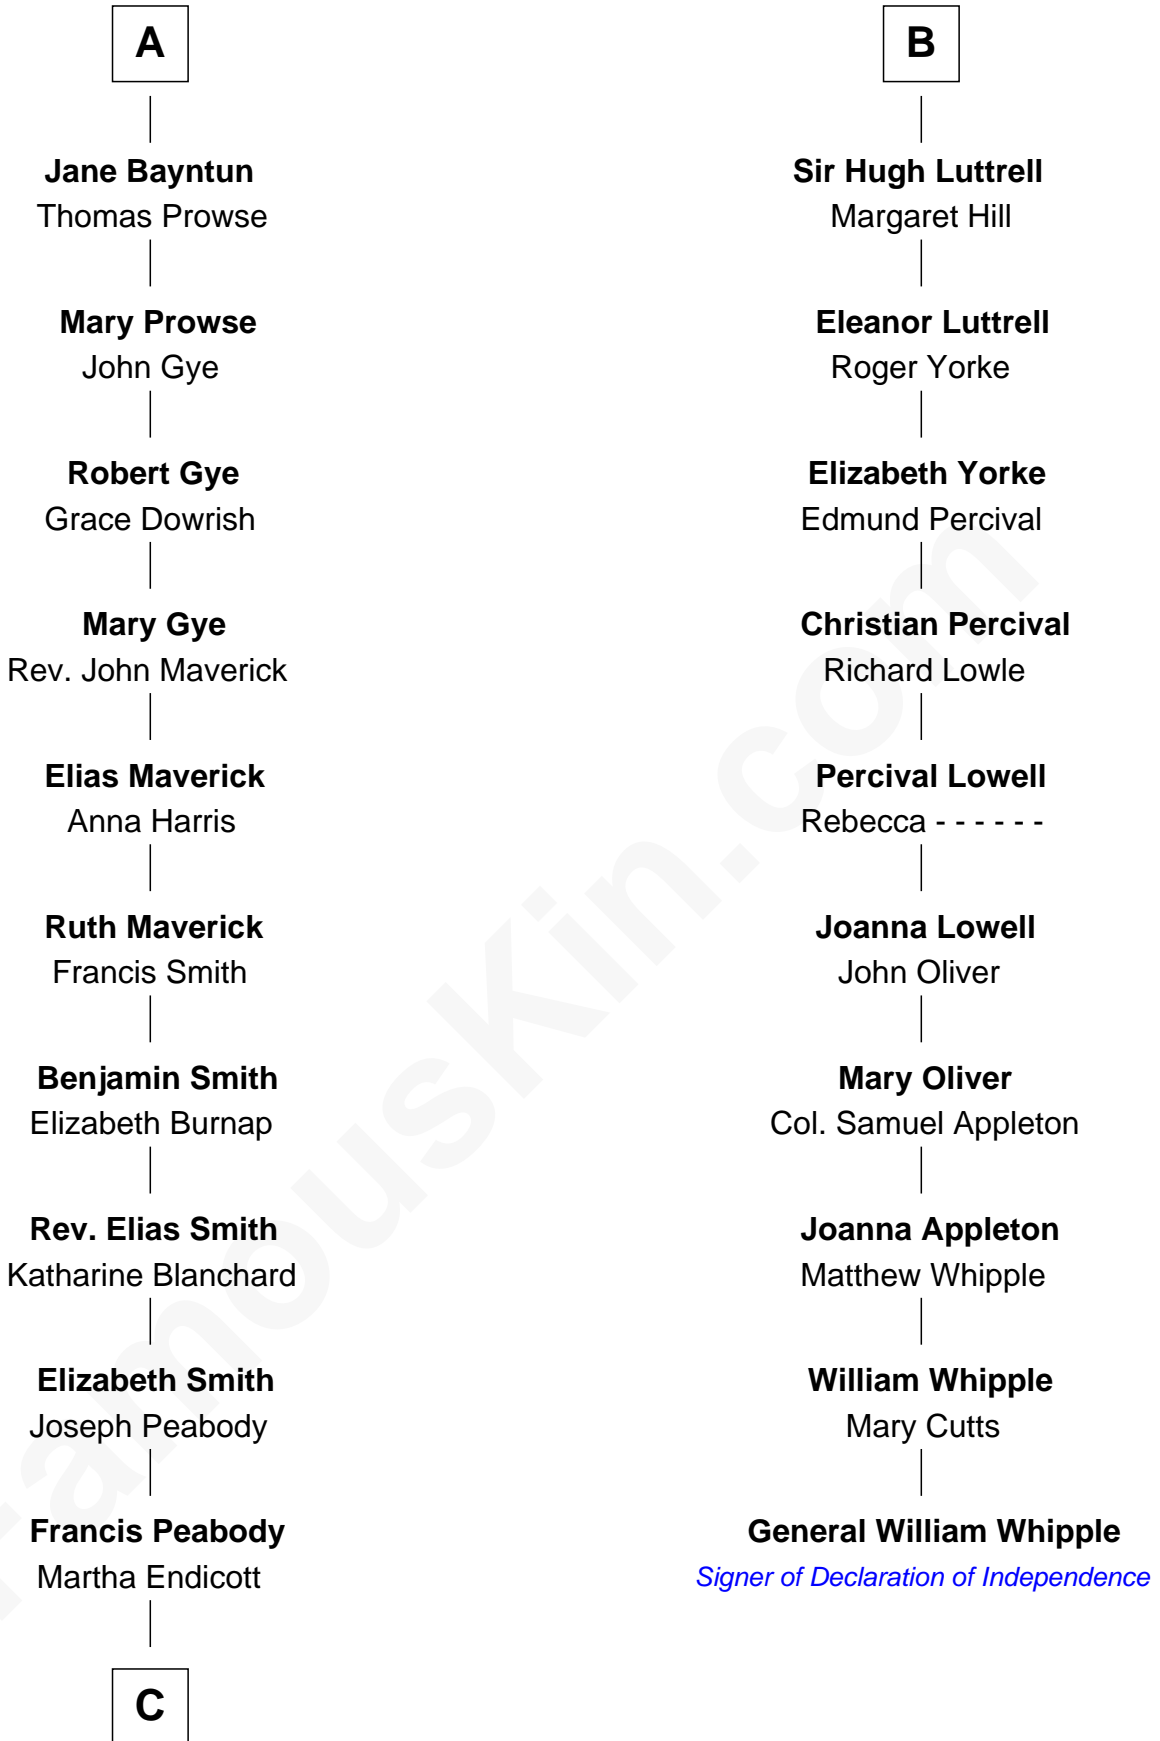 A
Jane Bayntun
Thomas Prowse
Mary Prowse
John Gye
Robert Gye
Grace Dowrish
Mary Gye
Rev. John Maverick
Elias Maverick
Anna Harris
Ruth Maverick
Francis Smith
Benjamin Smith
Elizabeth Burnap
Rev. Elias Smith
Katharine Blanchard
Elizabeth Smith
Joseph Peabody
Francis Peabody
Martha Endicott
C
B
Sir Hugh Luttrell
Margaret Hill
Eleanor Luttrell
Roger Yorke
Elizabeth Yorke
Edmund Percival
Christian Percival
Richard Lowle
Percival Lowell
Rebecca - - - - - -
Joanna Lowell
John Oliver
Mary Oliver
Col. Samuel Appleton
Joanna Appleton
Matthew Whipple
William Whipple
Mary Cutts
General William Whipple
Signer of Declaration of Independence
FamousKin.com